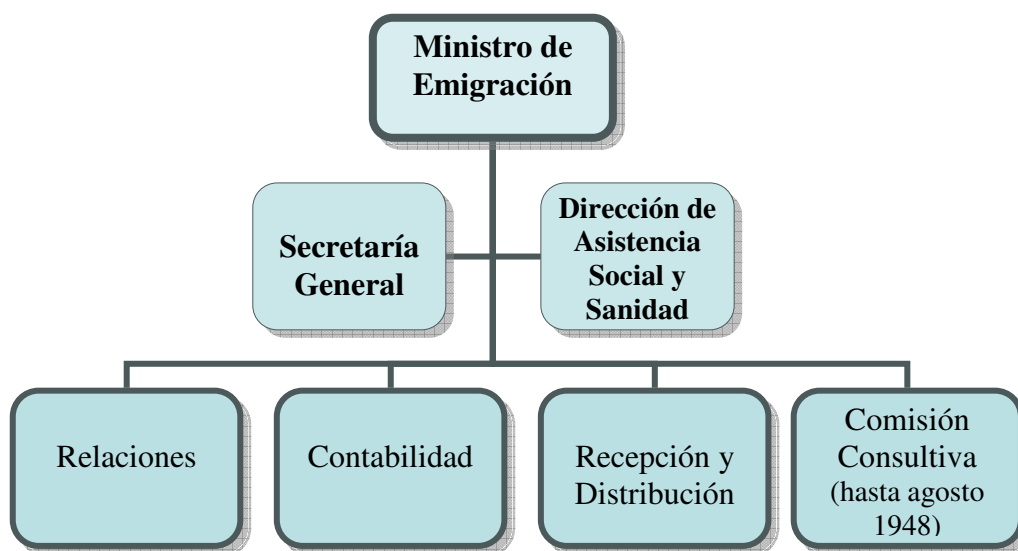 Ministro de
Emigración
Secretaría
General
Dirección de
Asistencia
Social y
Sanidad
Relaciones
Contabilidad
Recepción y
Distribución
Comisión
Consultiva
(hasta agosto
1948)